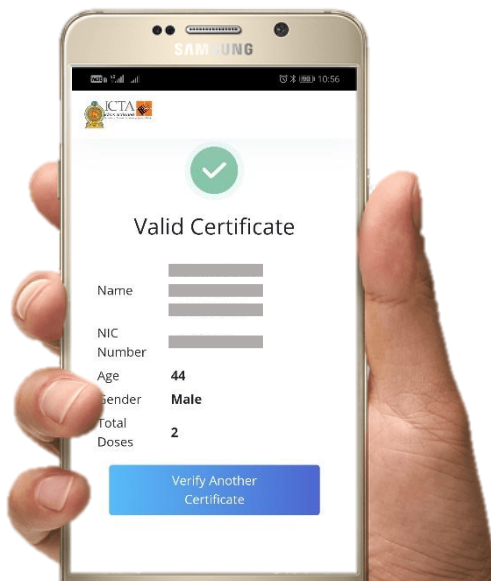 SAMSUNG
10:56
ICTA
Valid Certificate
Name
NIC
Number
Age 44
Gender Male
Total
Doses 2
Verify Another
Certificate